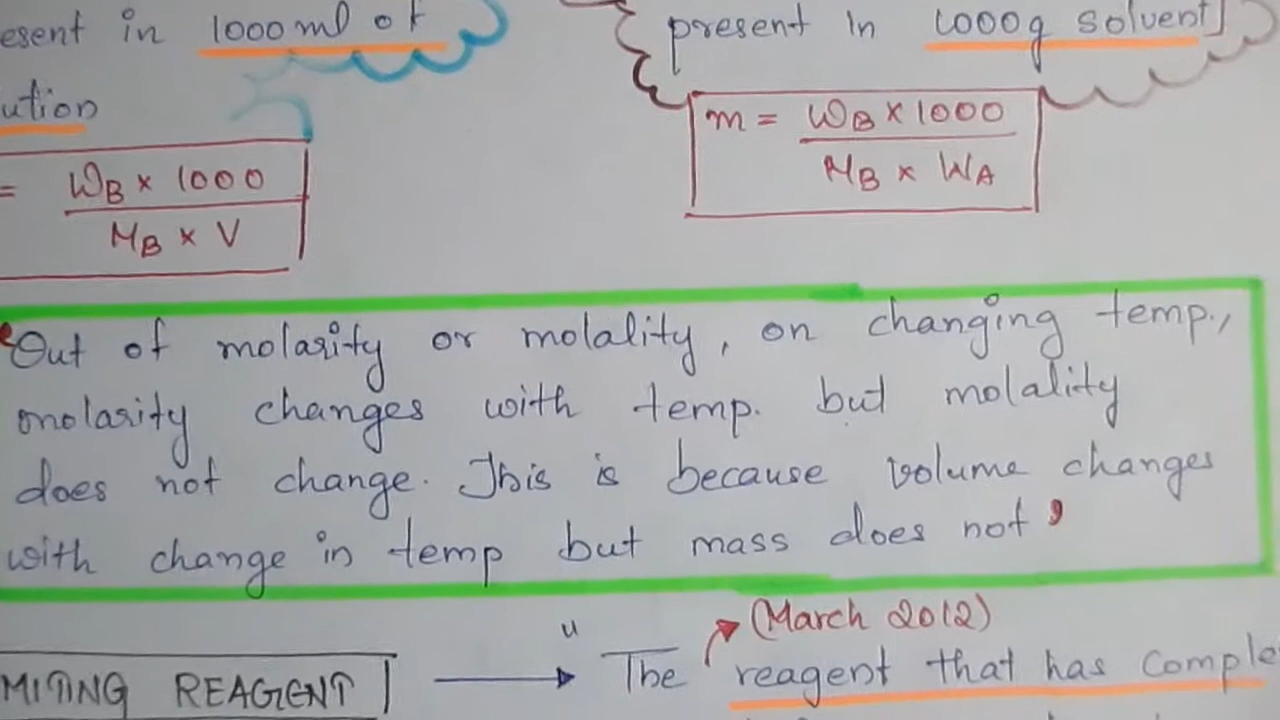 esent in 1000 ml of
ution
= WB × 1000
MB × V
present in 1000g solvent]
m = WB × 1000
MB × WA
Out of molarity or molality, on changing temp.,
molarity changes with temp. but molality
does not change. This is because volume changes
with change in temp but mass does not
(March 2012)
MITING REAGENT → " The reagent that has comple